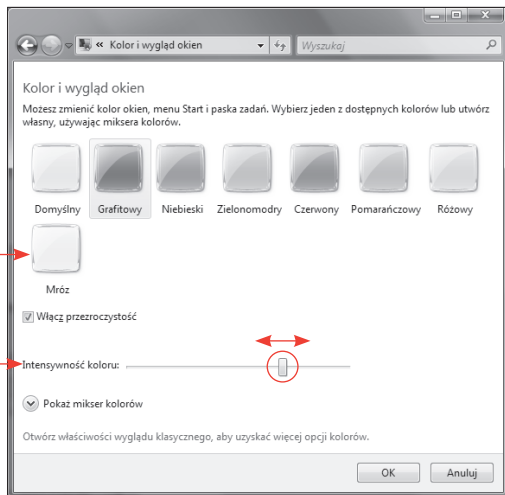 « Kolor i wygląd okien
Wyszukaj
Kolor i wygląd okien
Możesz zmienić kolor okien, menu Start i paska zadań. Wybierz jeden z dostępnych kolorów lub utwórz
własny, używając miksera kolorów.
Domyślny Grafitowy Niebieski Zielonomodry Czerwony Pomarańczowy Różowy
Mróz
Włącz przezroczystość
Intensywność koloru:
Pokaż mikser kolorów
Otwórz właściwości wyglądu klasycznego, aby uzyskać więcej opcji kolorów.
OK Anuluj